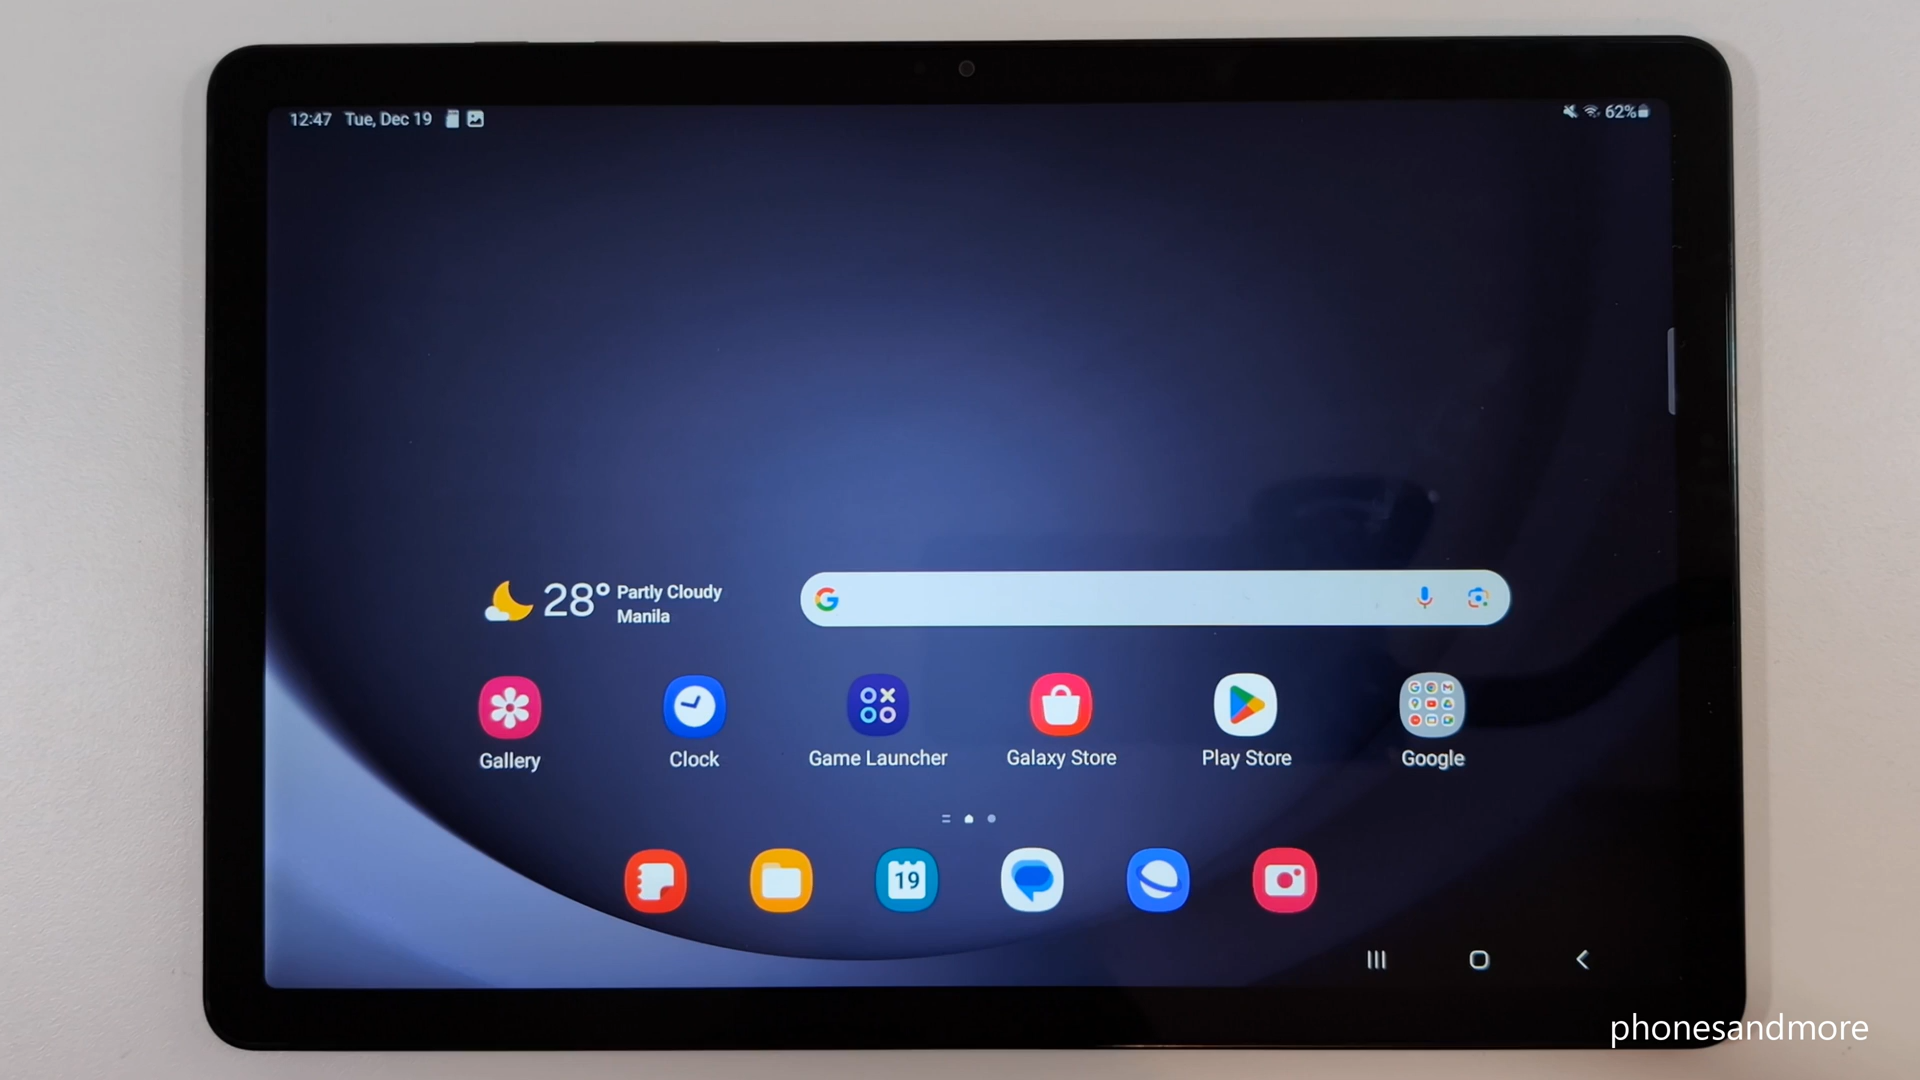 12:47 Tue, Dec 19
62%
28° Partly Cloudy
Manila
Gallery
Clock
Game Launcher
Galaxy Store
Play Store
Google
19
phonesandmore